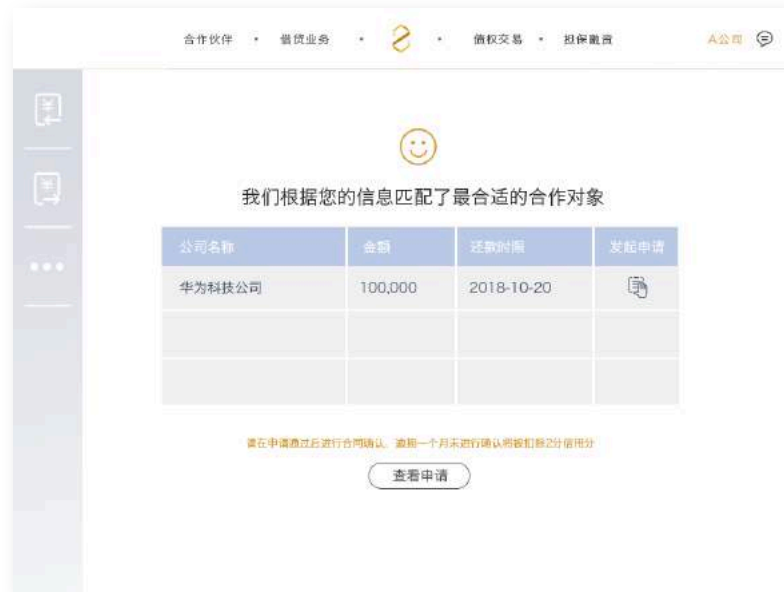 合作伙伴 · 借贷业务 · · 债权交易 · 担保融资 A公司
我们根据您的信息匹配了最合适的合作对象
公司名称 金额 还款时限 发起申请
华为科技公司 100,000 2018-10-20
请在申请通过后进行合同确认，逾期一个月未进行确认将被扣除2分信用分
查看申请